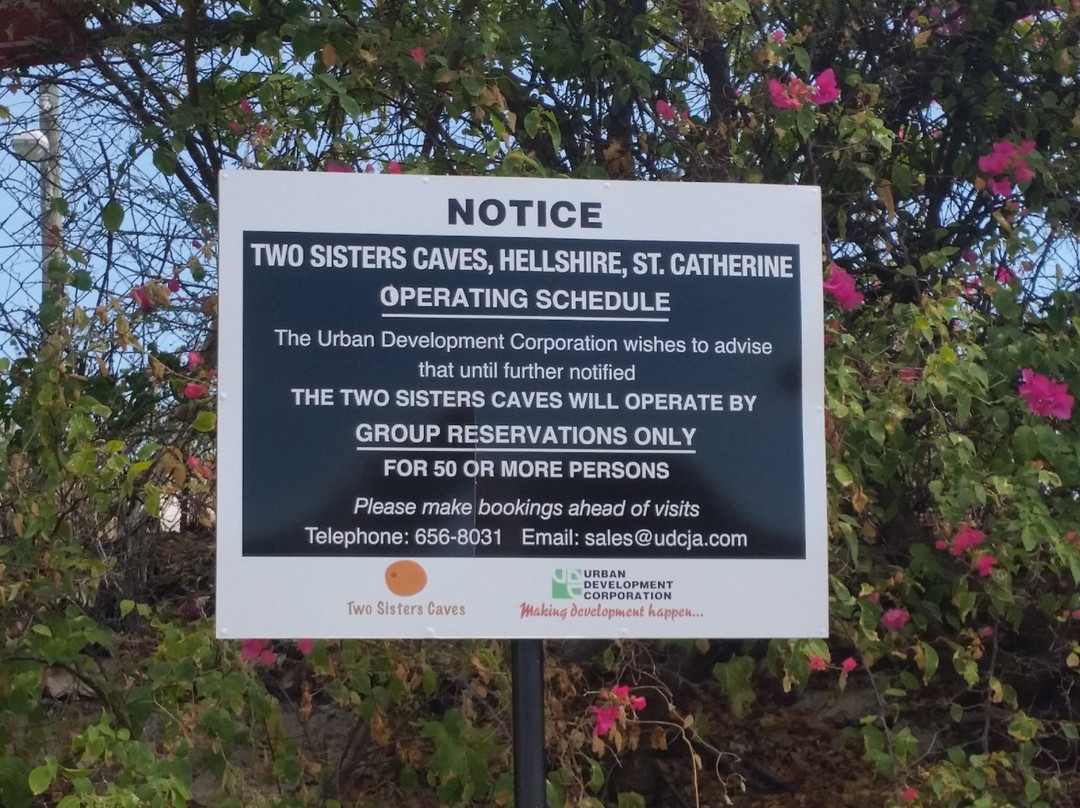 NOTICE
TWO SISTERS CAVES, HELLSHIRE, ST. CATHERINE
OPERATING SCHEDULE
The Urban Development Corporation wishes to advise
that until further notified
THE TWO SISTERS CAVES WILL OPERATE BY
GROUP RESERVATIONS ONLY
FOR 50 OR MORE PERSONS
Please make bookings ahead of visits
Telephone: 656-8031 Email: sales@udcja.com
Two Sisters Caves
URBAN
DEVELOPMENT
CORPORATION
Making development happen...